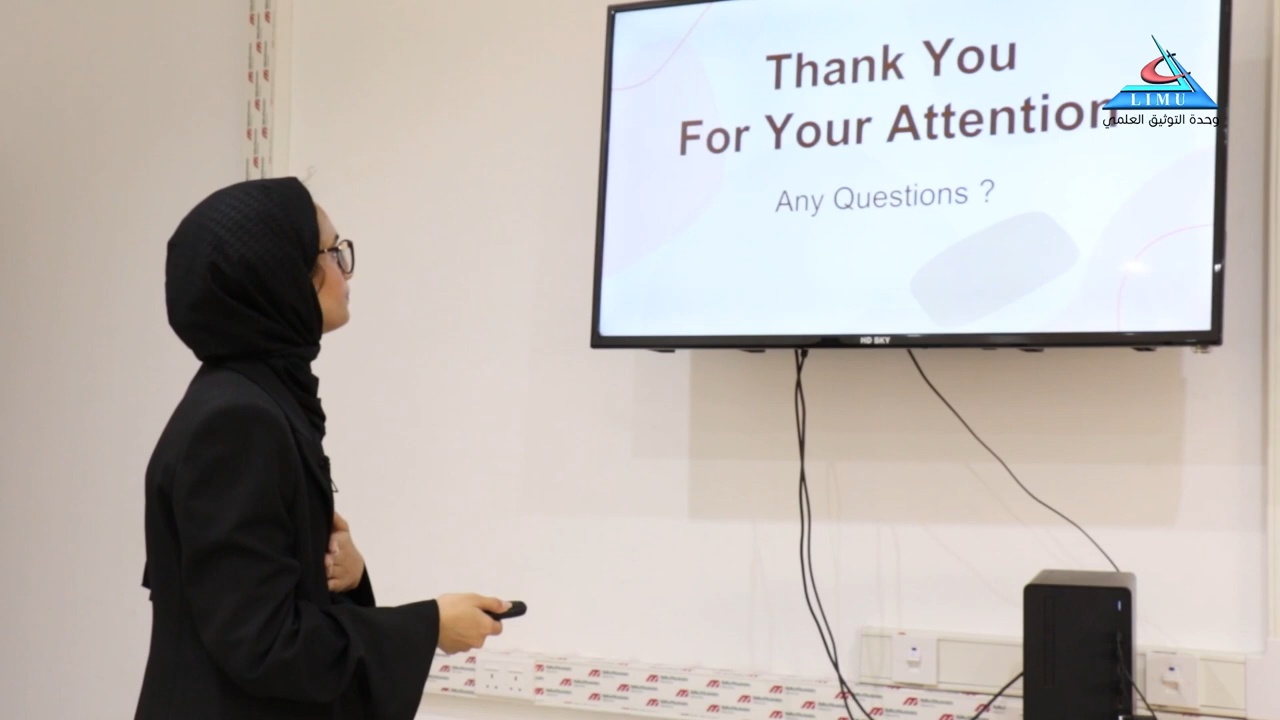 Thank You
For Your Attention
Any Questions ?
LIMU
وحدة التوثيق العلمي
HD SKY